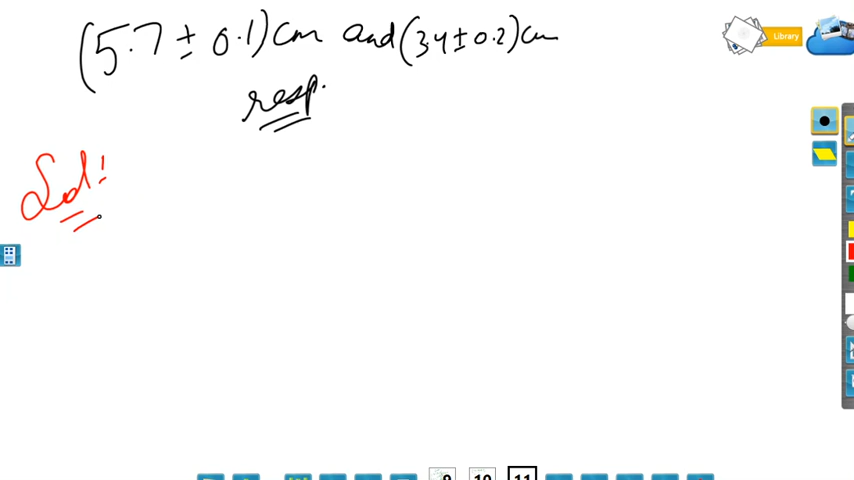 (5.7 ± 0.1) cm and (3.4 ± 0.2) cm
resp.
Sol:
Library
9 10 11